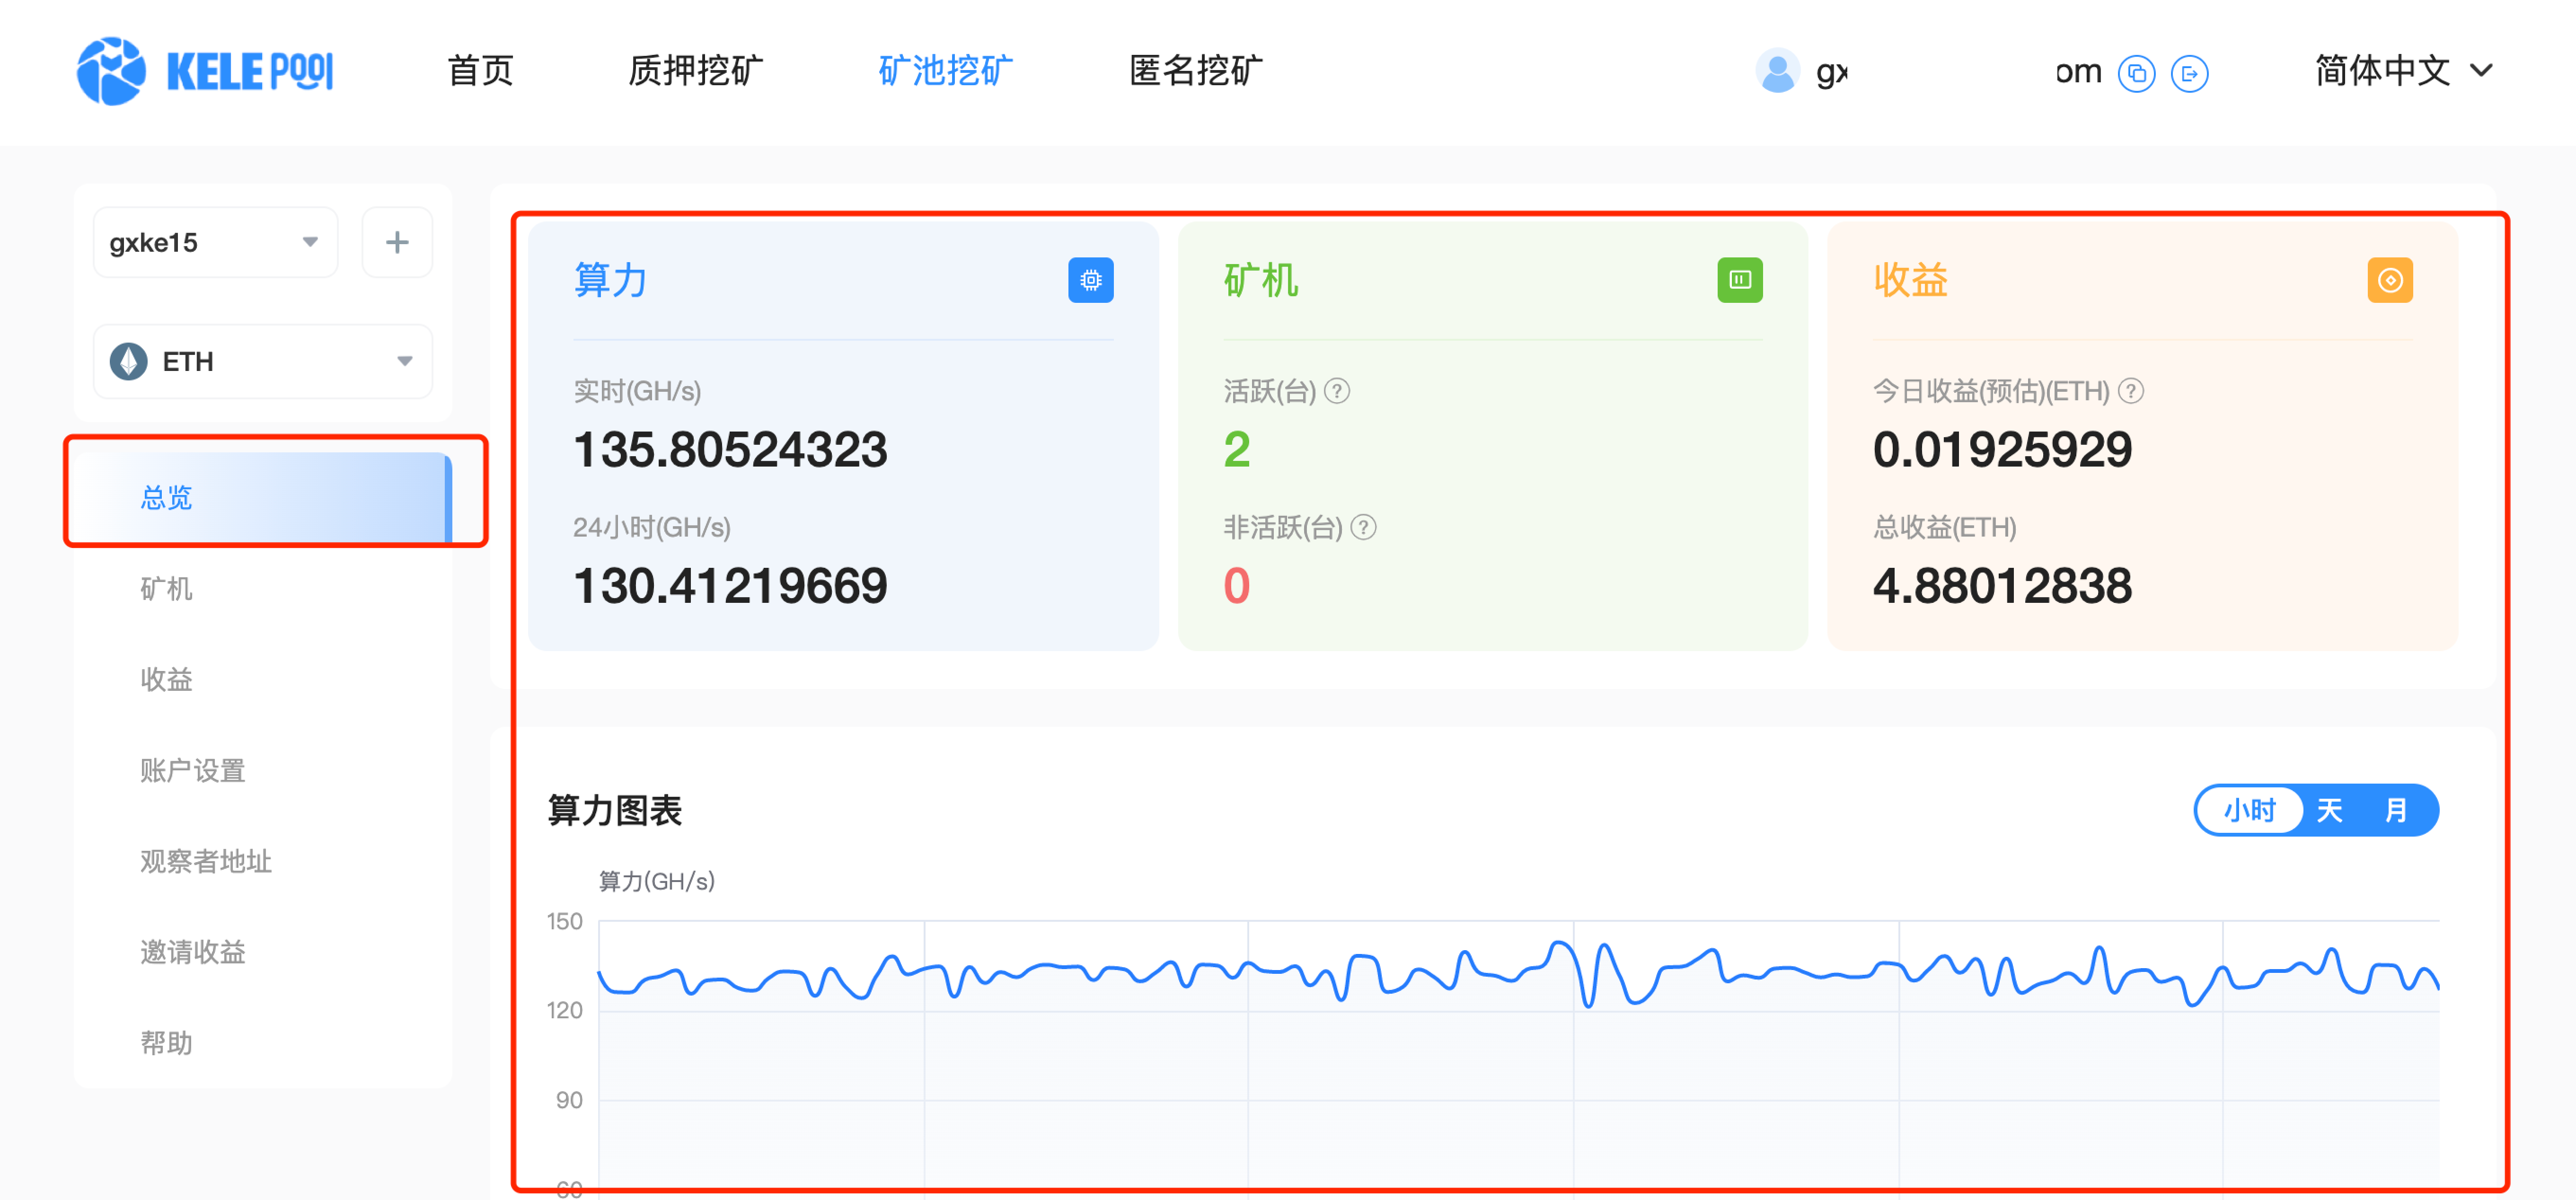 KELE POOl
首页
质押挖矿
矿池挖矿
匿名挖矿
gx
om
简体中文
gxke15
ETH
总览
矿机
收益
账户设置
观察者地址
邀请收益
帮助
算力
实时(GH/s)
135.80524323
24小时(GH/s)
130.41219669
矿机
活跃(台) ?
2
非活跃(台) ?
0
收益
今日收益(预估)(ETH) ?
0.01925929
总收益(ETH)
4.88012838
算力图表
小时 天 月
算力(GH/s)
150
120
90
60